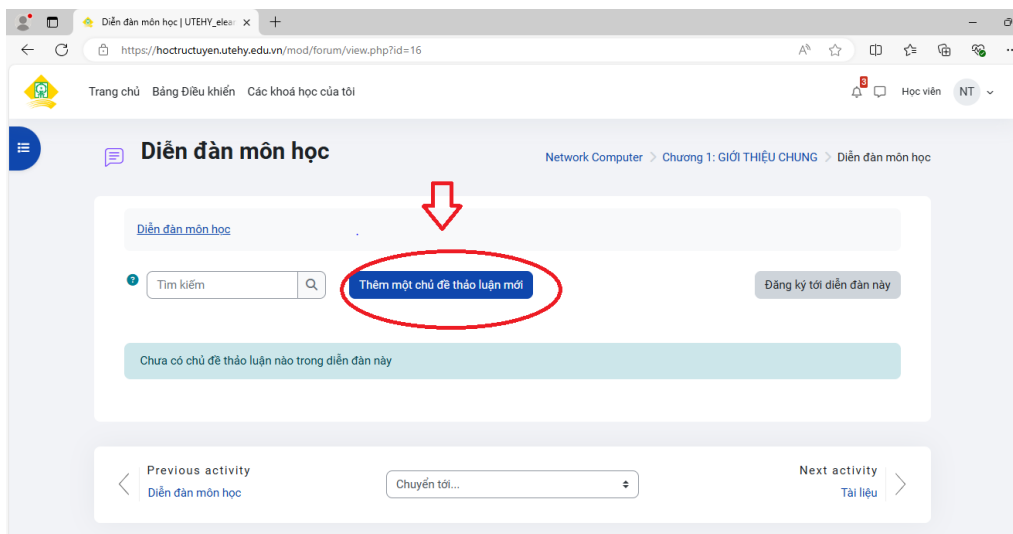 Diễn đàn môn học | UTEHY_elear
https://hoctructuyen.utehy.edu.vn/mod/forum/view.php?id=16
Trang chủ Bảng Điều khiển Các khoá học của tôi
3
Học viên NT
Diễn đàn môn học
Network Computer > Chương 1: GIỚI THIỆU CHUNG > Diễn đàn môn học
Diễn đàn môn học .
? Tìm kiếm Thêm một chủ đề thảo luận mới Đăng ký tới diễn đàn này
Chưa có chủ đề thảo luận nào trong diễn đàn này
Previous activity
Diễn đàn môn học
Chuyển tới...
Next activity
Tài liệu